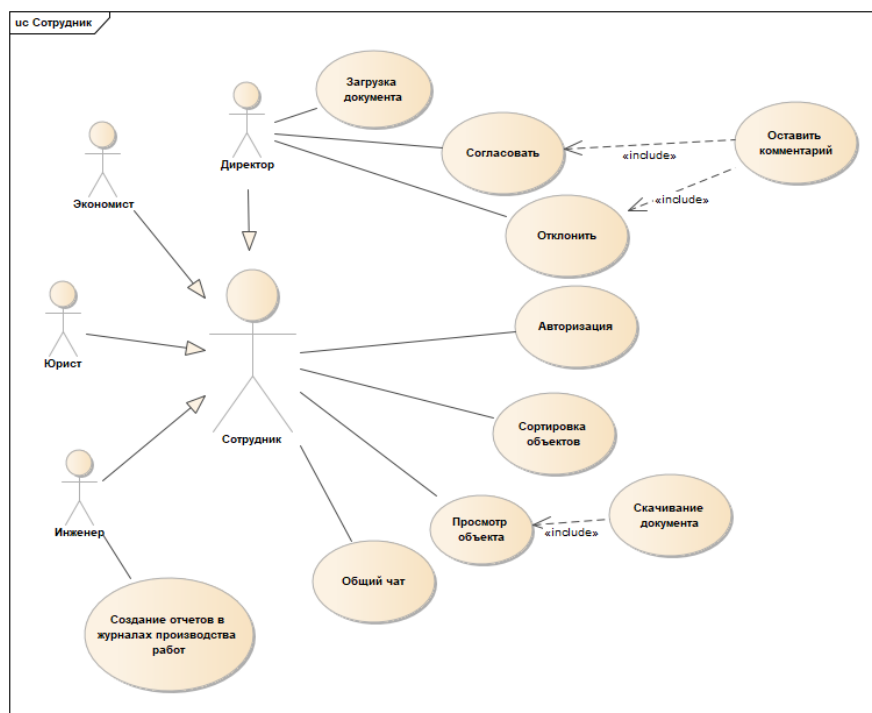 uc Сотрудник
Загрузка
документа
Директор
Экономист
Согласовать
«include»
Оставить
комментарий
«include»
Отклонить
Юрист
Сотрудник
Авторизация
Сортировка
объектов
Инженер
Просмотр
объекта
«include»
Скачивание
документа
Общий чат
Создание отчетов в
журналах производства
работ